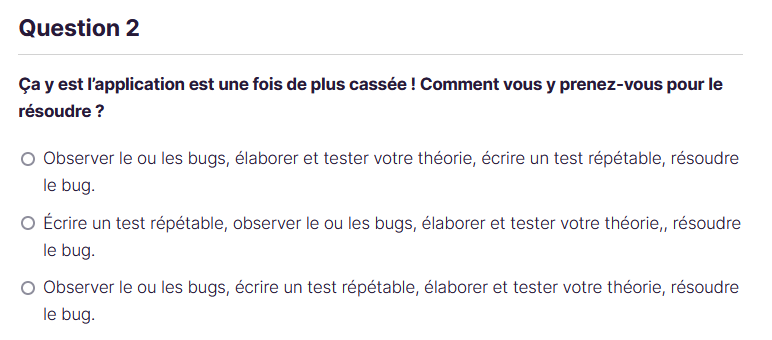 Question 2
Ça y est l’application est une fois de plus cassée ! Comment vous y prenez-vous pour le
résoudre ?
Observer le ou les bugs, élaborer et tester votre théorie, écrire un test répétable, résoudre
le bug.
Écrire un test répétable, observer le ou les bugs, élaborer et tester votre théorie,, résoudre
le bug.
Observer le ou les bugs, écrire un test répétable, élaborer et tester votre théorie, résoudre
le bug.